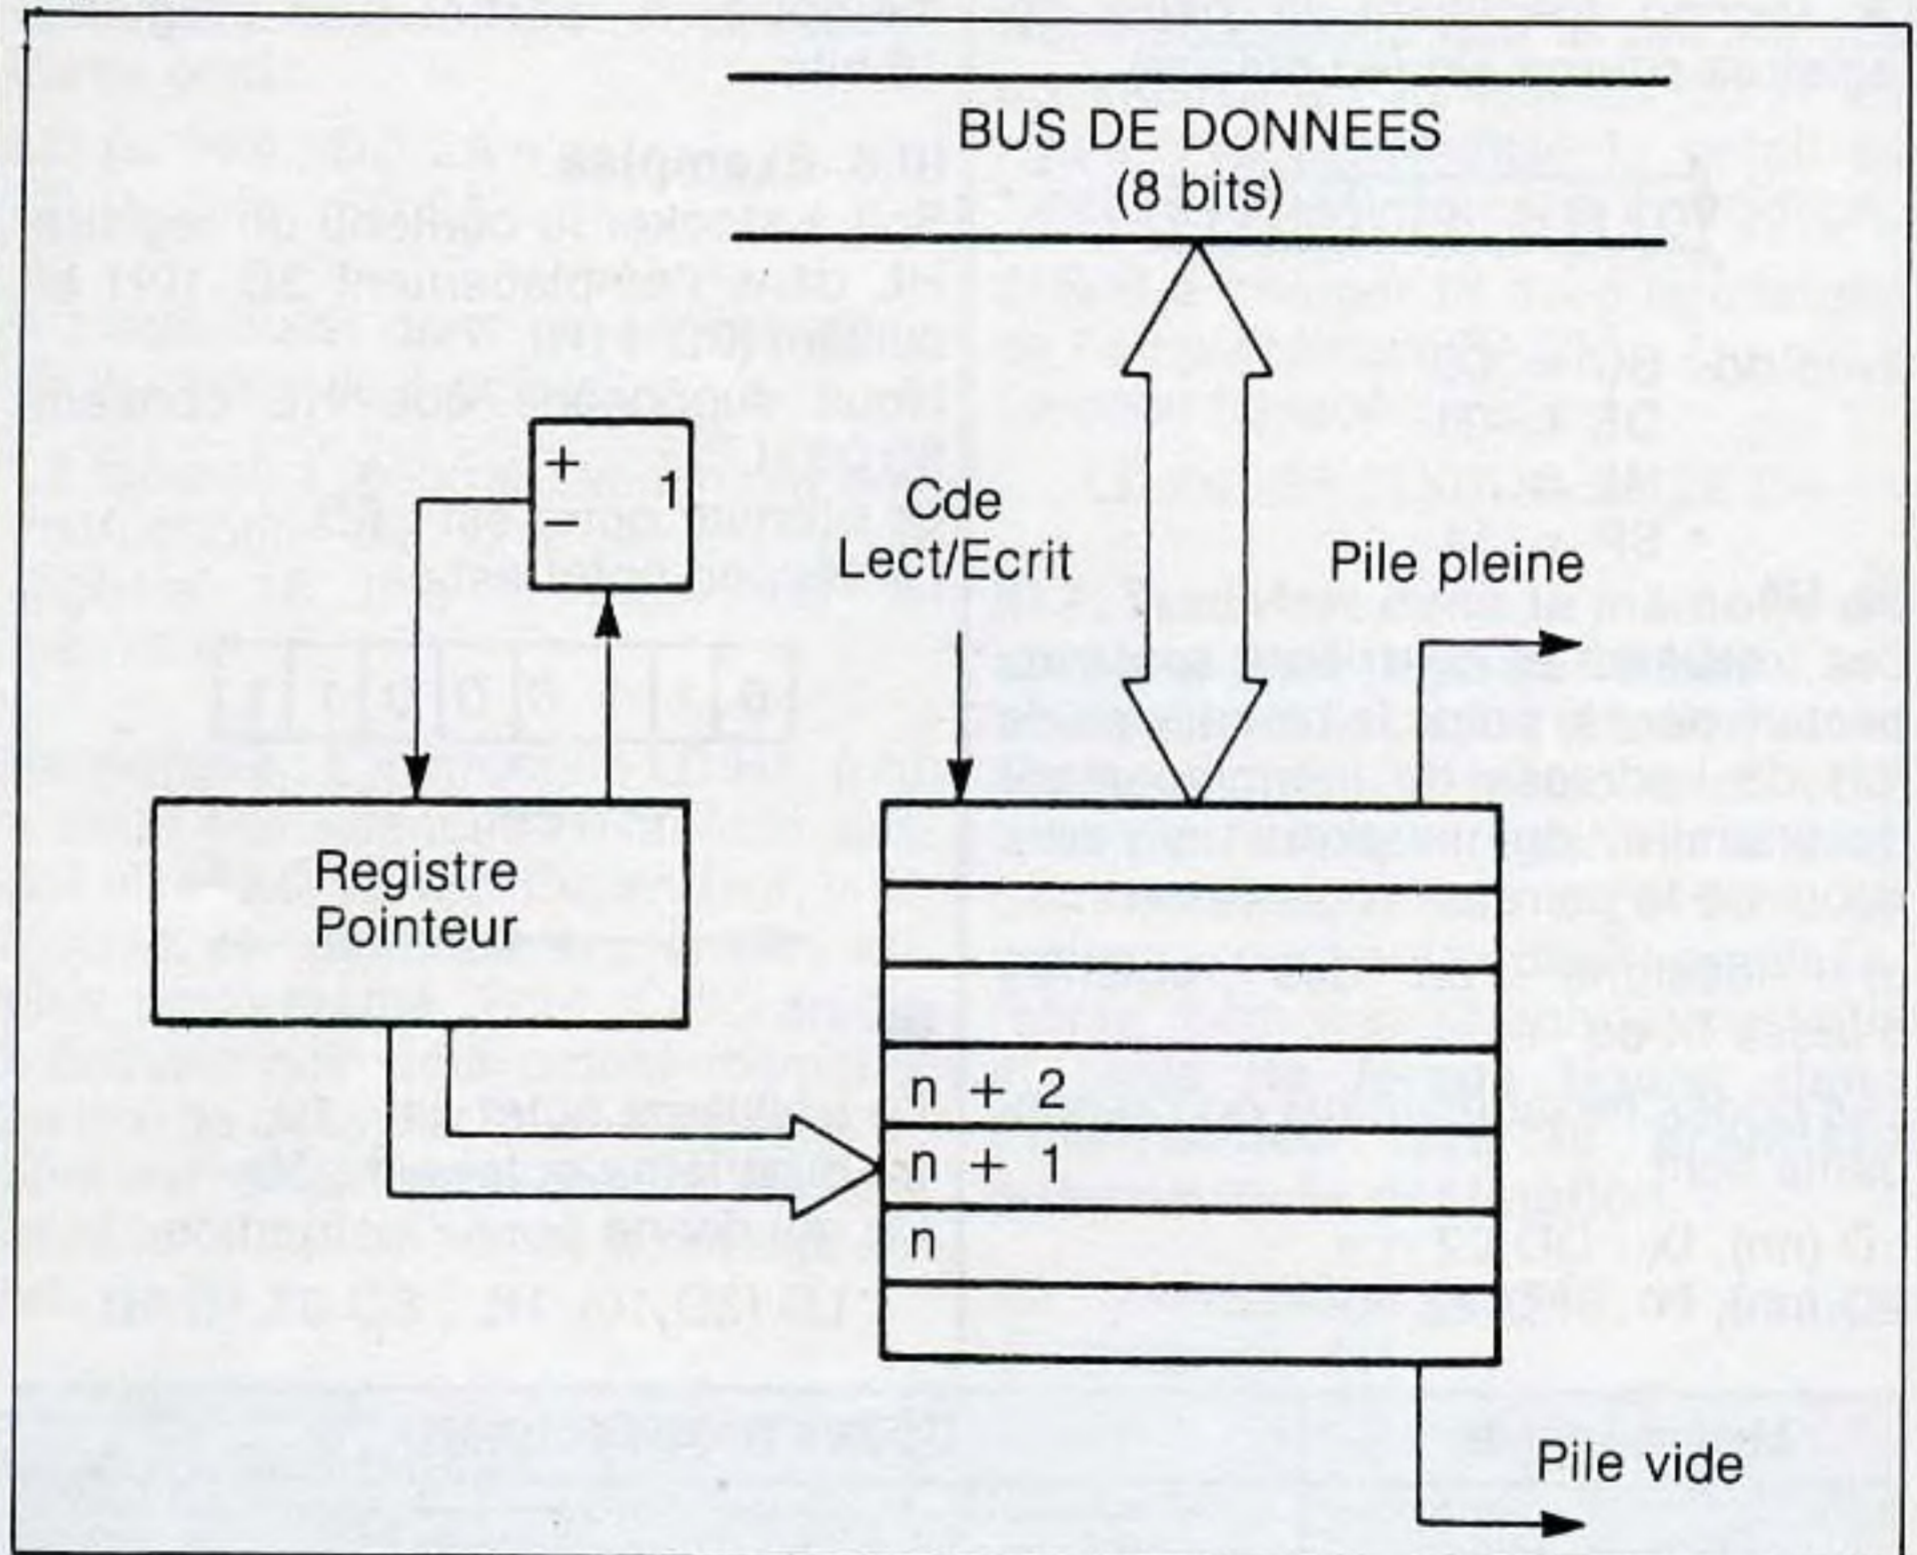 BUS DE DONNEES
(8 bits)
+
1
−
Cde
Lect/Ecrit
Pile pleine
Registre
Pointeur
n + 2
n + 1
n
Pile vide